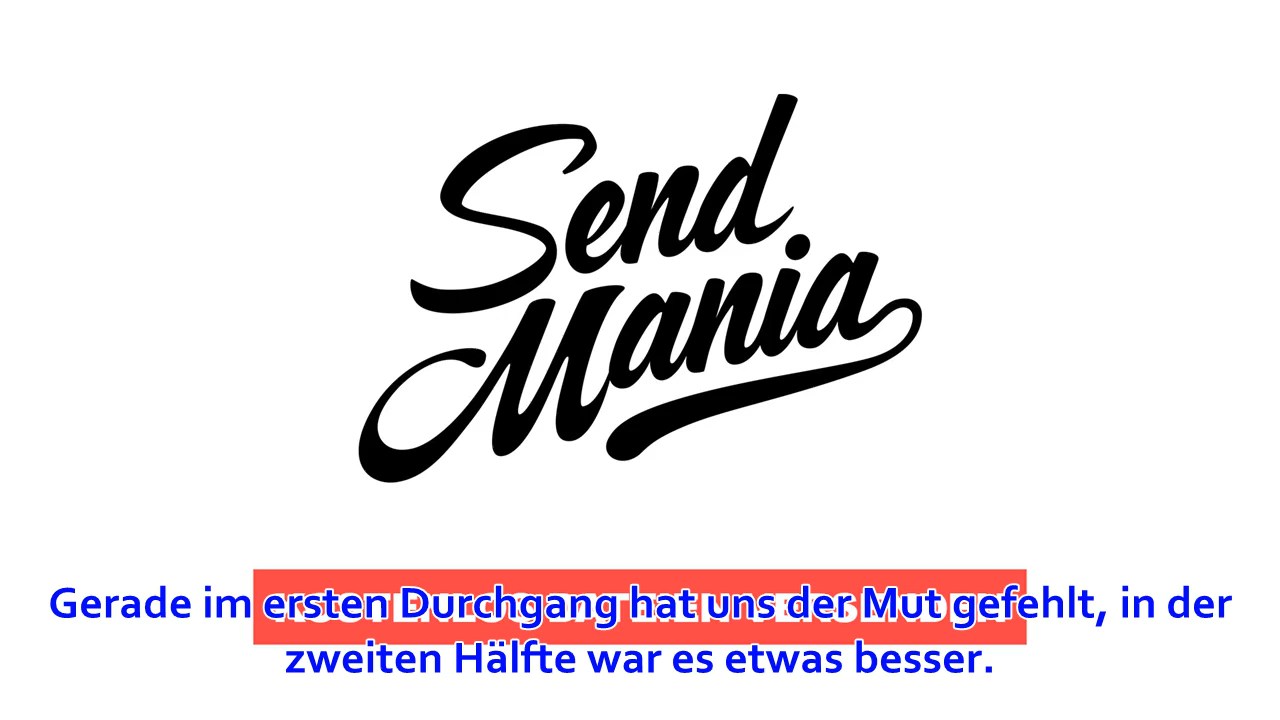 Send
Mania
Gerade im ersten Durchgang hat uns der Mut gefehlt, in der
zweiten Hälfte war es etwas besser.